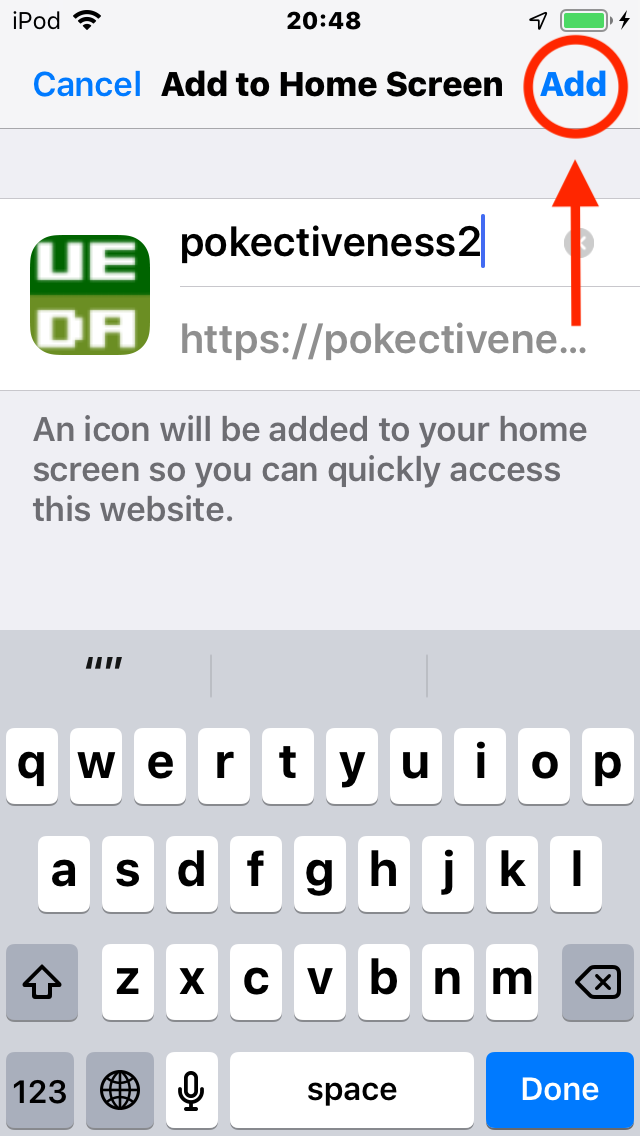 iPod 20:48
Cancel Add to Home Screen Add
UE
DA
pokectiveness2
https://pokectivene...
An icon will be added to your home
screen so you can quickly access
this website.
“”
q w e r t y u i o p
a s d f g h j k l
z x c v b n m
123 space Done